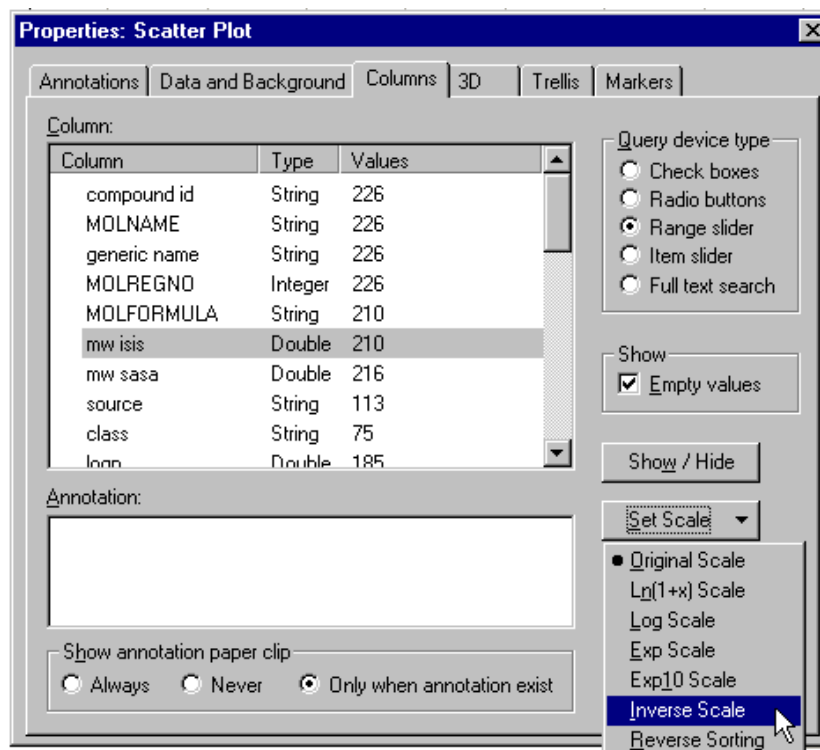 Properties: Scatter Plot
Annotations Data and Background Columns 3D Trellis Markers
Column:
Column Type Values
compound id String 226
MOLNAME String 226
generic name String 226
MOLREGNO Integer 226
MOLFORMULA String 210
mw isis Double 210
mw sasa Double 216
source String 113
class String 75
logp Double 185
Annotation:
Show annotation paper clip
Always Never Only when annotation exist
Query device type
Check boxes
Radio buttons
Range slider
Item slider
Full text search
Show
Empty values
Show / Hide
Set Scale
Original Scale
Ln(1+x) Scale
Log Scale
Exp Scale
Exp10 Scale
Inverse Scale
Reverse Sorting